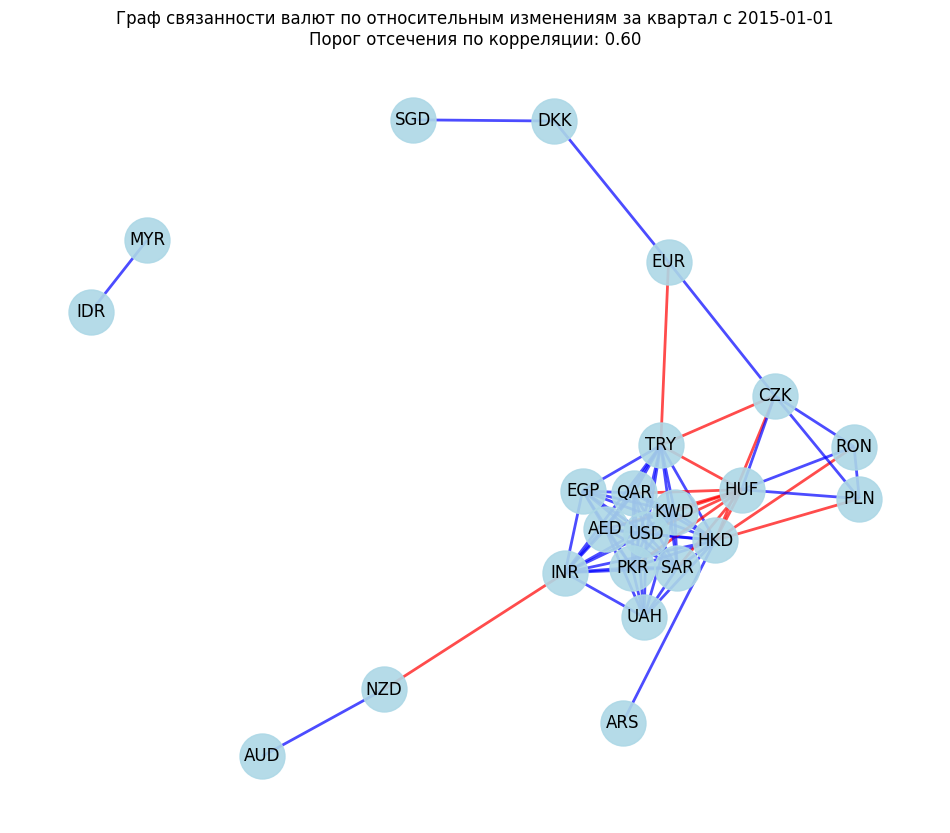 Граф связанности валют по относительным изменениям за квартал с 2015-01-01
Порог отсечения по корреляции: 0.60
SGD
DKK
MYR
EUR
IDR
CZK
TRY
RON
EGP
QAR
HUF
PLN
KWD
AED
USD
HKD
INR
PKR
SAR
UAH
NZD
ARS
AUD